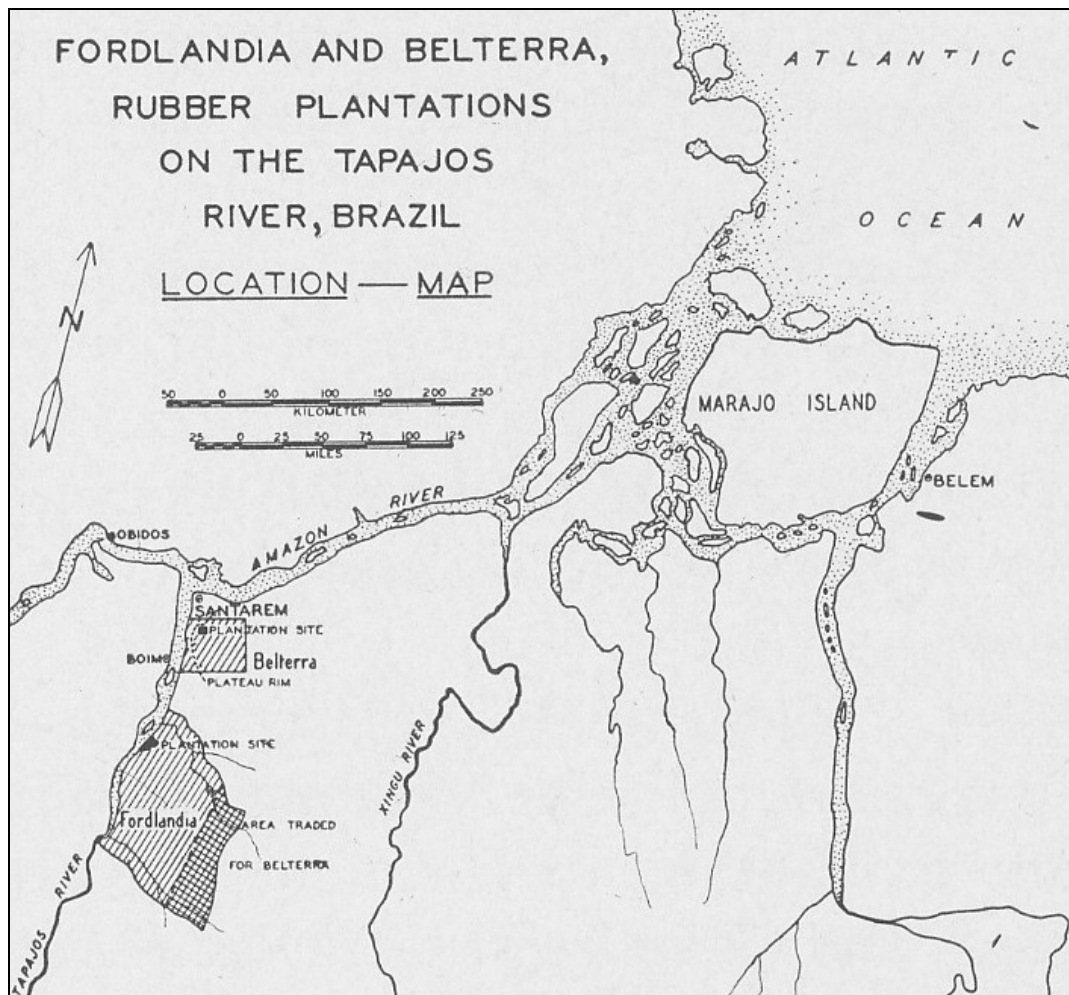 FORDLANDIA AND BELTERRA,
RUBBER PLANTATIONS
ON THE TAPAJOS
RIVER, BRAZIL
LOCATION — MAP
ATLANTIC
OCEAN
N
50 0 50 100 150 200 250
KILOMETER
25 0 25 50 75 100 125
MILES
MARAJO ISLAND
BELEM
AMAZON RIVER
OBIDOS
SANTAREM
PLANTATION SITE
BOIM
Belterra
PLATEAU RIM
PLANTATION SITE
XINGU RIVER
Fordlandia
AREA TRADED
FOR BELTERRA
TAPAJOS RIVER